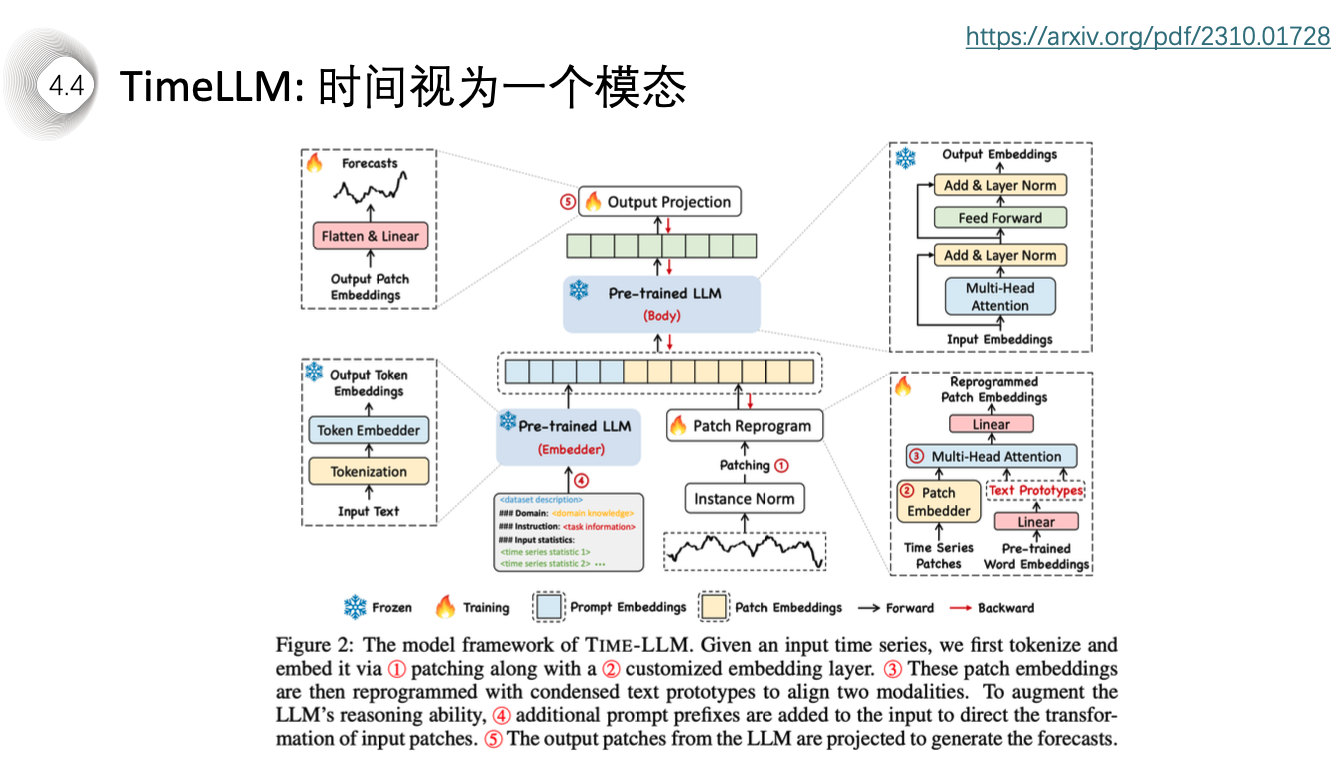 https://arxiv.org/pdf/2310.01728
4.4
TimeLLM: 时间视为一个模态
Forecasts
Flatten & Linear
Output Patch
Embeddings
⑤ Output Projection
Pre-trained LLM
(Body)
Output Embeddings
Add & Layer Norm
Feed Forward
Add & Layer Norm
Multi-Head
Attention
Input Embeddings
Output Token
Embeddings
Token Embedder
Tokenization
Input Text
Pre-trained LLM
(Embedder)
④
<dataset description>
### Domain: <domain knowledge>
### Instruction: <task information>
### Input statistics:
<time series statistic 1>
<time series statistic 2> •••
Patch Reprogram
Patching ①
Instance Norm
Reprogrammed
Patch Embeddings
Linear
③ Multi-Head Attention
② Patch
Embedder
Text Prototypes
Linear
Time Series
Patches
Pre-trained
Word Embeddings
Frozen
Training
Prompt Embeddings
Patch Embeddings
Forward
Backward
Figure 2: The model framework of TIME-LLM. Given an input time series, we first tokenize and
embed it via ① patching along with a ② customized embedding layer. ③ These patch embeddings
are then reprogrammed with condensed text prototypes to align two modalities. To augment the
LLM's reasoning ability, ④ additional prompt prefixes are added to the input to direct the transfor-
mation of input patches. ⑤ The output patches from the LLM are projected to generate the forecasts.